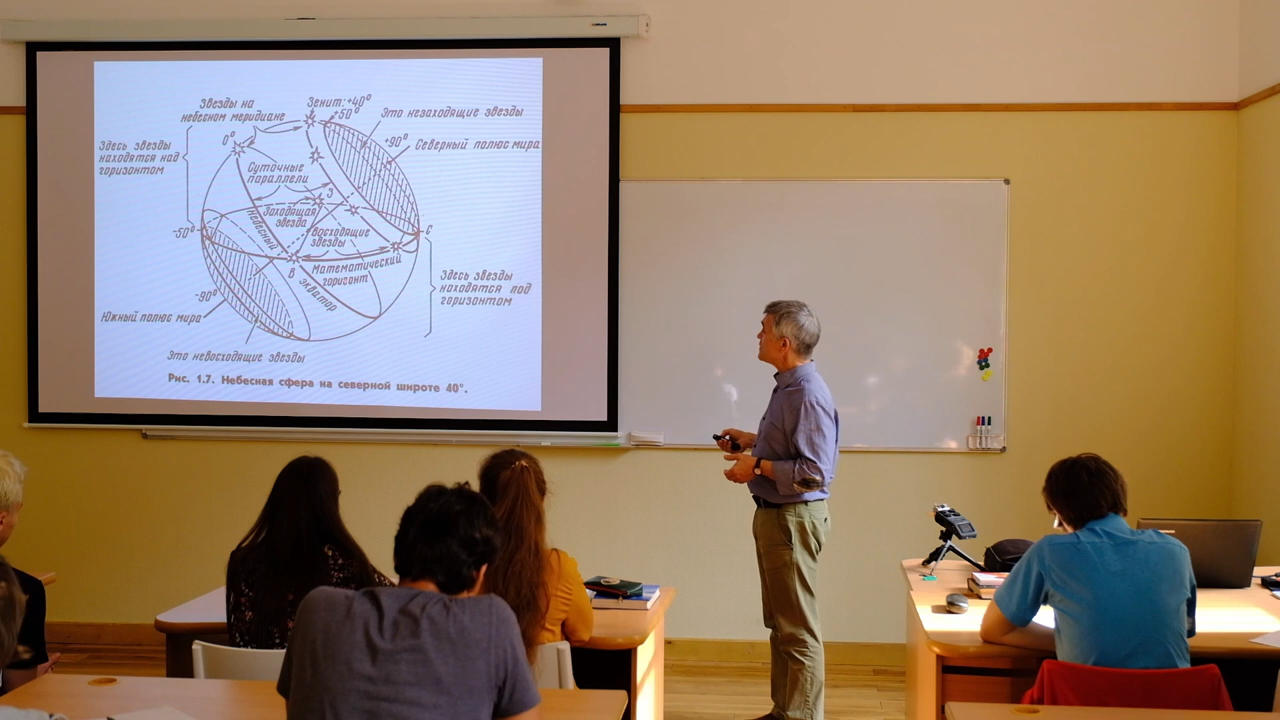 Звезды на
небесном меридиане
Зенит: +40°
+50°
Это незаходящие звезды
Здесь звезды
находятся над
горизонтом
0°
+90°
Северный полюс мира
Суточные
параллели
З
Заходящая
звезда
Небесный
экватор
Восходящие
звезды
-50°
С
В
Математический
горизонт
Здесь звезды
находятся под
горизонтом
-90°
Южный полюс мира
Это невосходящие звезды
Рис. 1.7. Небесная сфера на северной широте 40°.